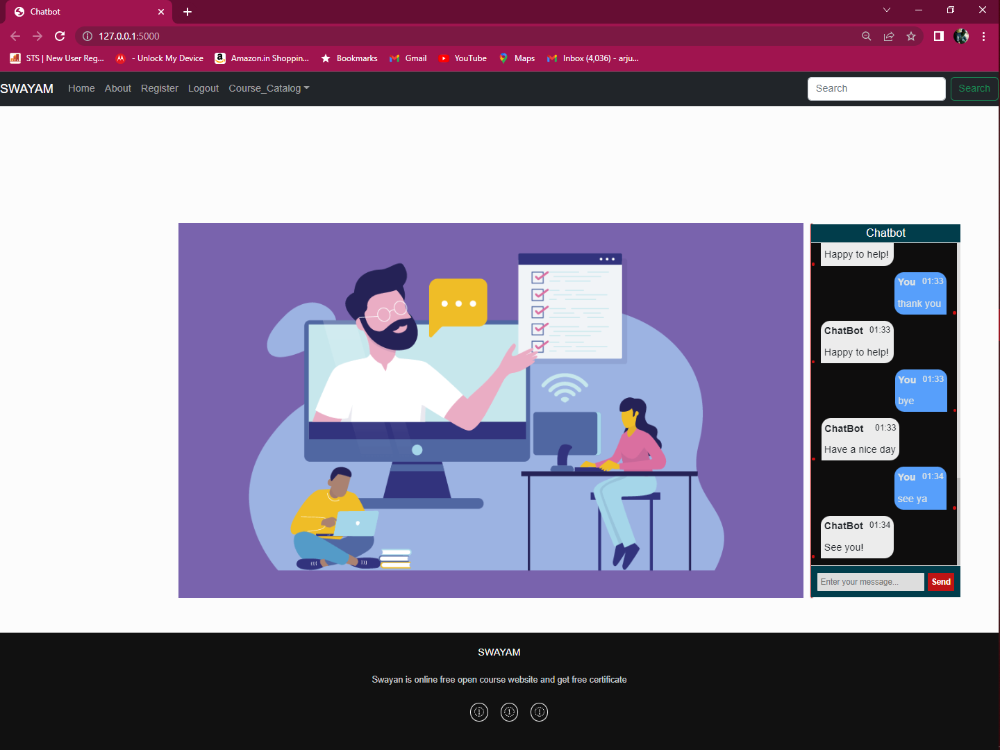 Chatbot
127.0.0.1:5000
STS | New User Reg...
- Unlock My Device
Amazon.in Shoppin...
Bookmarks
Gmail
YouTube
Maps
Inbox (4,036) - arju...
SWAYAM
Home
About
Register
Logout
Course_Catalog
Search
Search
Chatbot
Happy to help!
You 01:33
thank you
ChatBot 01:33
Happy to help!
You 01:33
bye
ChatBot 01:33
Have a nice day
You 01:34
see ya
ChatBot 01:34
See you!
Enter your message...
Send
SWAYAM
Swayan is online free open course website and get free certificate